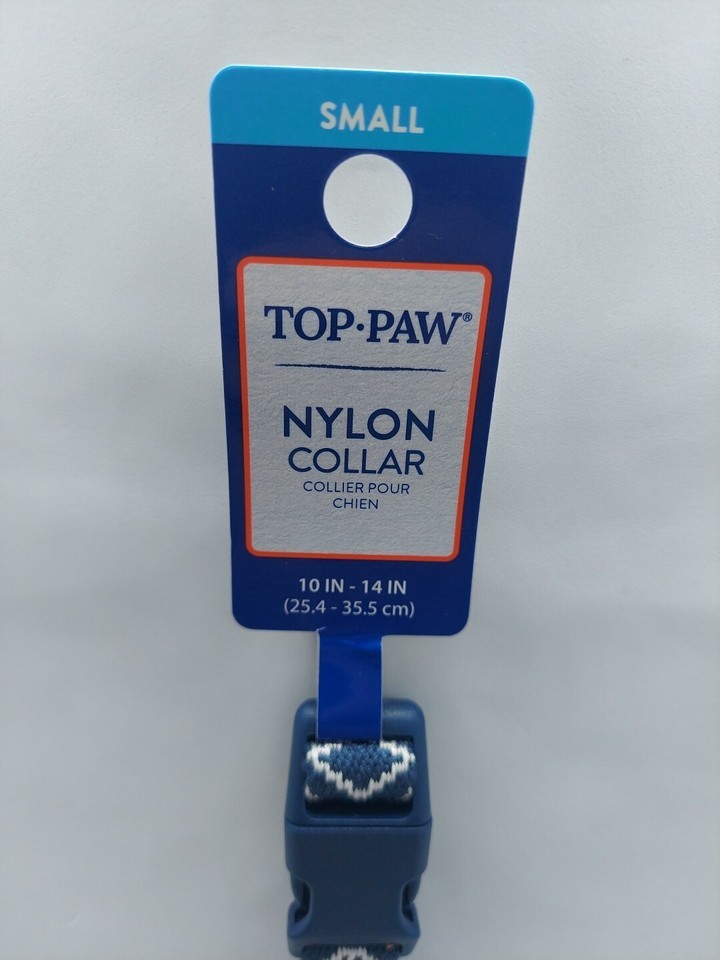 SMALL
TOP·PAW®
NYLON
COLLAR
COLLIER POUR
CHIEN
10 IN - 14 IN
(25.4 - 35.5 cm)